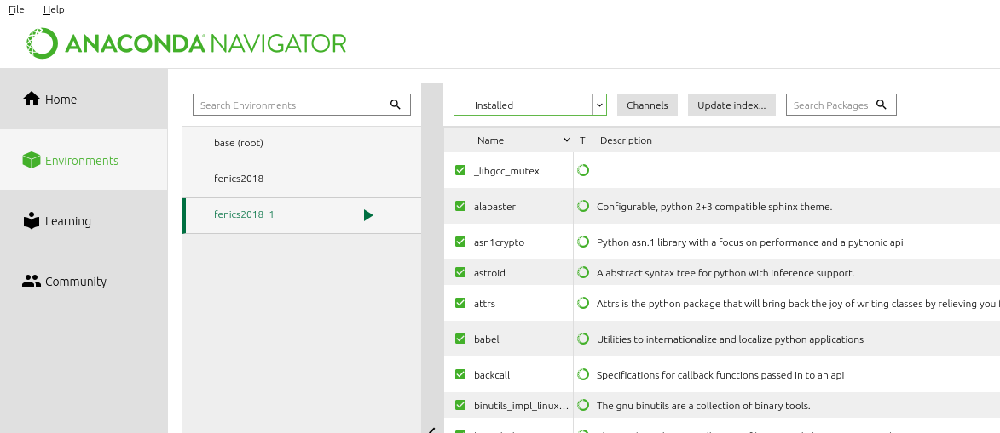 File Help
ANACONDA NAVIGATOR
Home
Environments
Learning
Community
Search Environments
base (root)
fenics2018
fenics2018_1
Installed Channels Update index... Search Packages
Name T Description
_libgcc_mutex
alabaster Configurable, python 2+3 compatible sphinx theme.
asn1crypto Python asn.1 library with a focus on performance and a pythonic api
astroid A abstract syntax tree for python with inference support.
attrs Attrs is the python package that will bring back the joy of writing classes by relieving you
babel Utilities to internationalize and localize python applications
backcall Specifications for callback functions passed in to an api
binutils_impl_linux... The gnu binutils are a collection of binary tools.